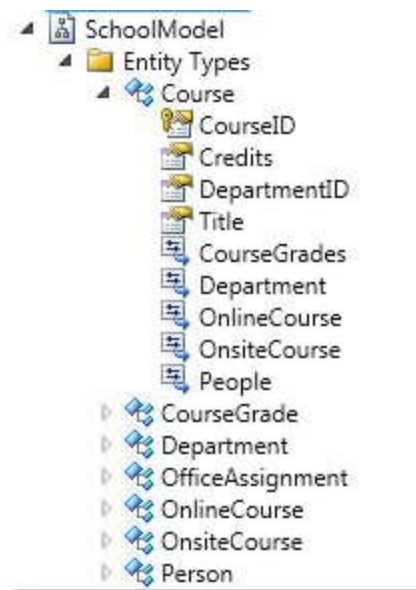 SchoolModel
Entity Types
Course
CourseID
Credits
DepartmentID
Title
CourseGrades
Department
OnlineCourse
OnsiteCourse
People
CourseGrade
Department
OfficeAssignment
OnlineCourse
OnsiteCourse
Person